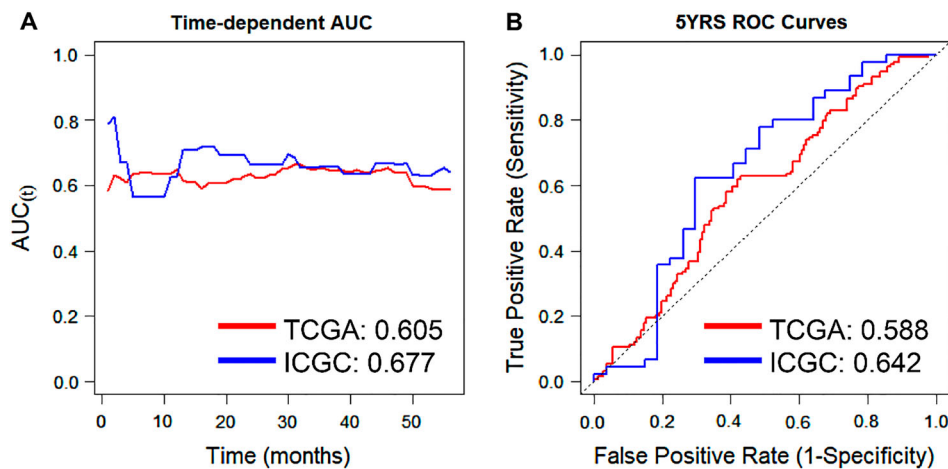 A
Time-dependent AUC
1.0
0.8
0.6
0.4
0.2
0.0
AUC(t)
TCGA: 0.605
ICGC: 0.677
0
10
20
30
40
50
Time (months)
B
5YRS ROC Curves
1.0
0.8
0.6
0.4
0.2
0.0
True Positive Rate (Sensitivity)
TCGA: 0.588
ICGC: 0.642
0.0
0.2
0.4
0.6
0.8
1.0
False Positive Rate (1-Specificity)